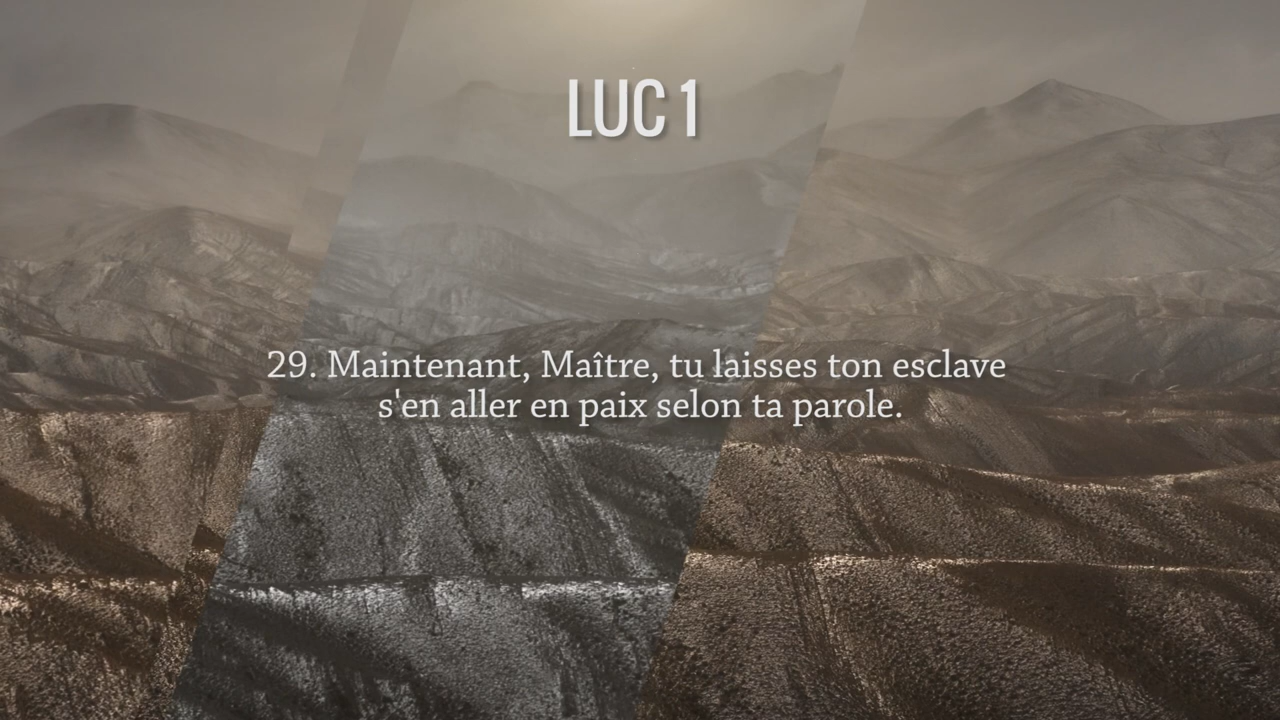 LUC 1
29. Maintenant, Maître, tu laisses ton esclave
s'en aller en paix selon ta parole.